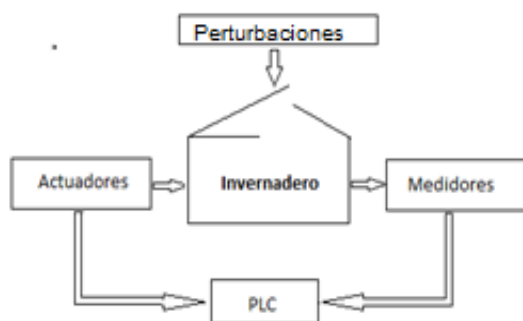 Perturbaciones
Actuadores
Invernadero
Medidores
PLC